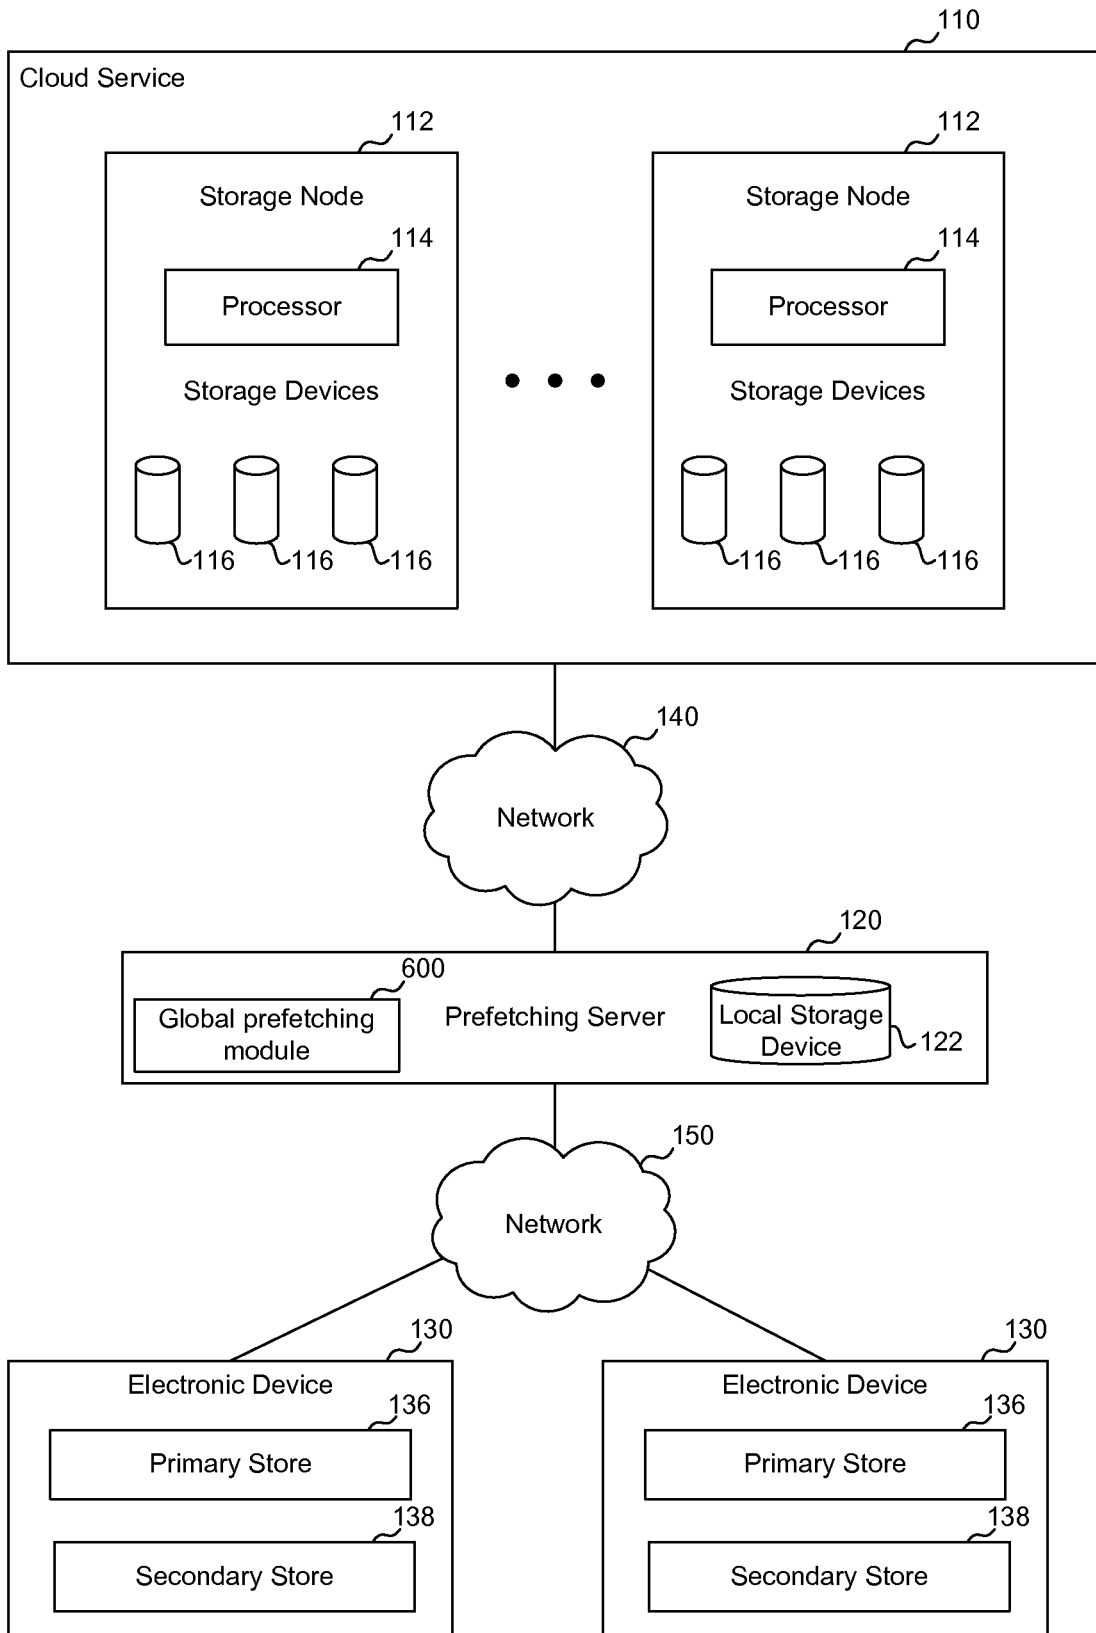 110
Cloud Service
112
112
Storage Node
Storage Node
114
114
Processor
Processor
Storage Devices
Storage Devices
116
116
116
116
116
116
140
Network
120
600
Global prefetching
module
Prefetching Server
Local Storage
Device
122
150
Network
130
130
Electronic Device
Electronic Device
136
136
Primary Store
Primary Store
138
138
Secondary Store
Secondary Store